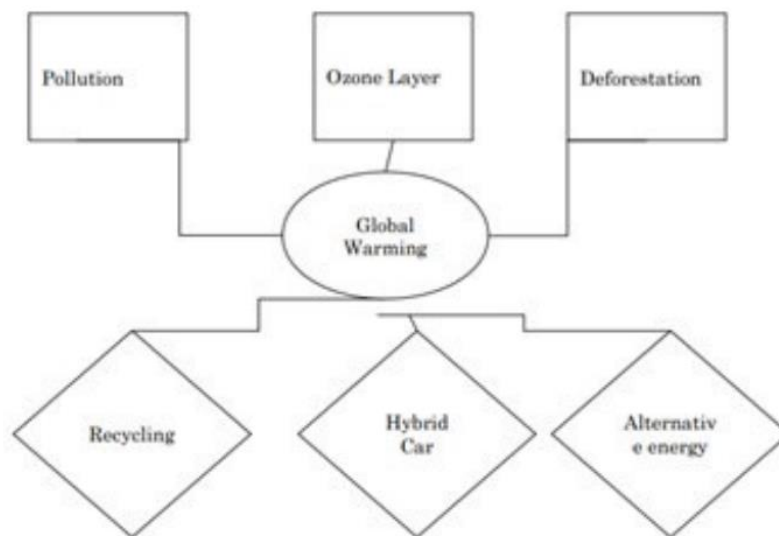 Pollution
Ozone Layer
Deforestation
Global
Warming
Recycling
Hybrid
Car
Alternativ
e energy